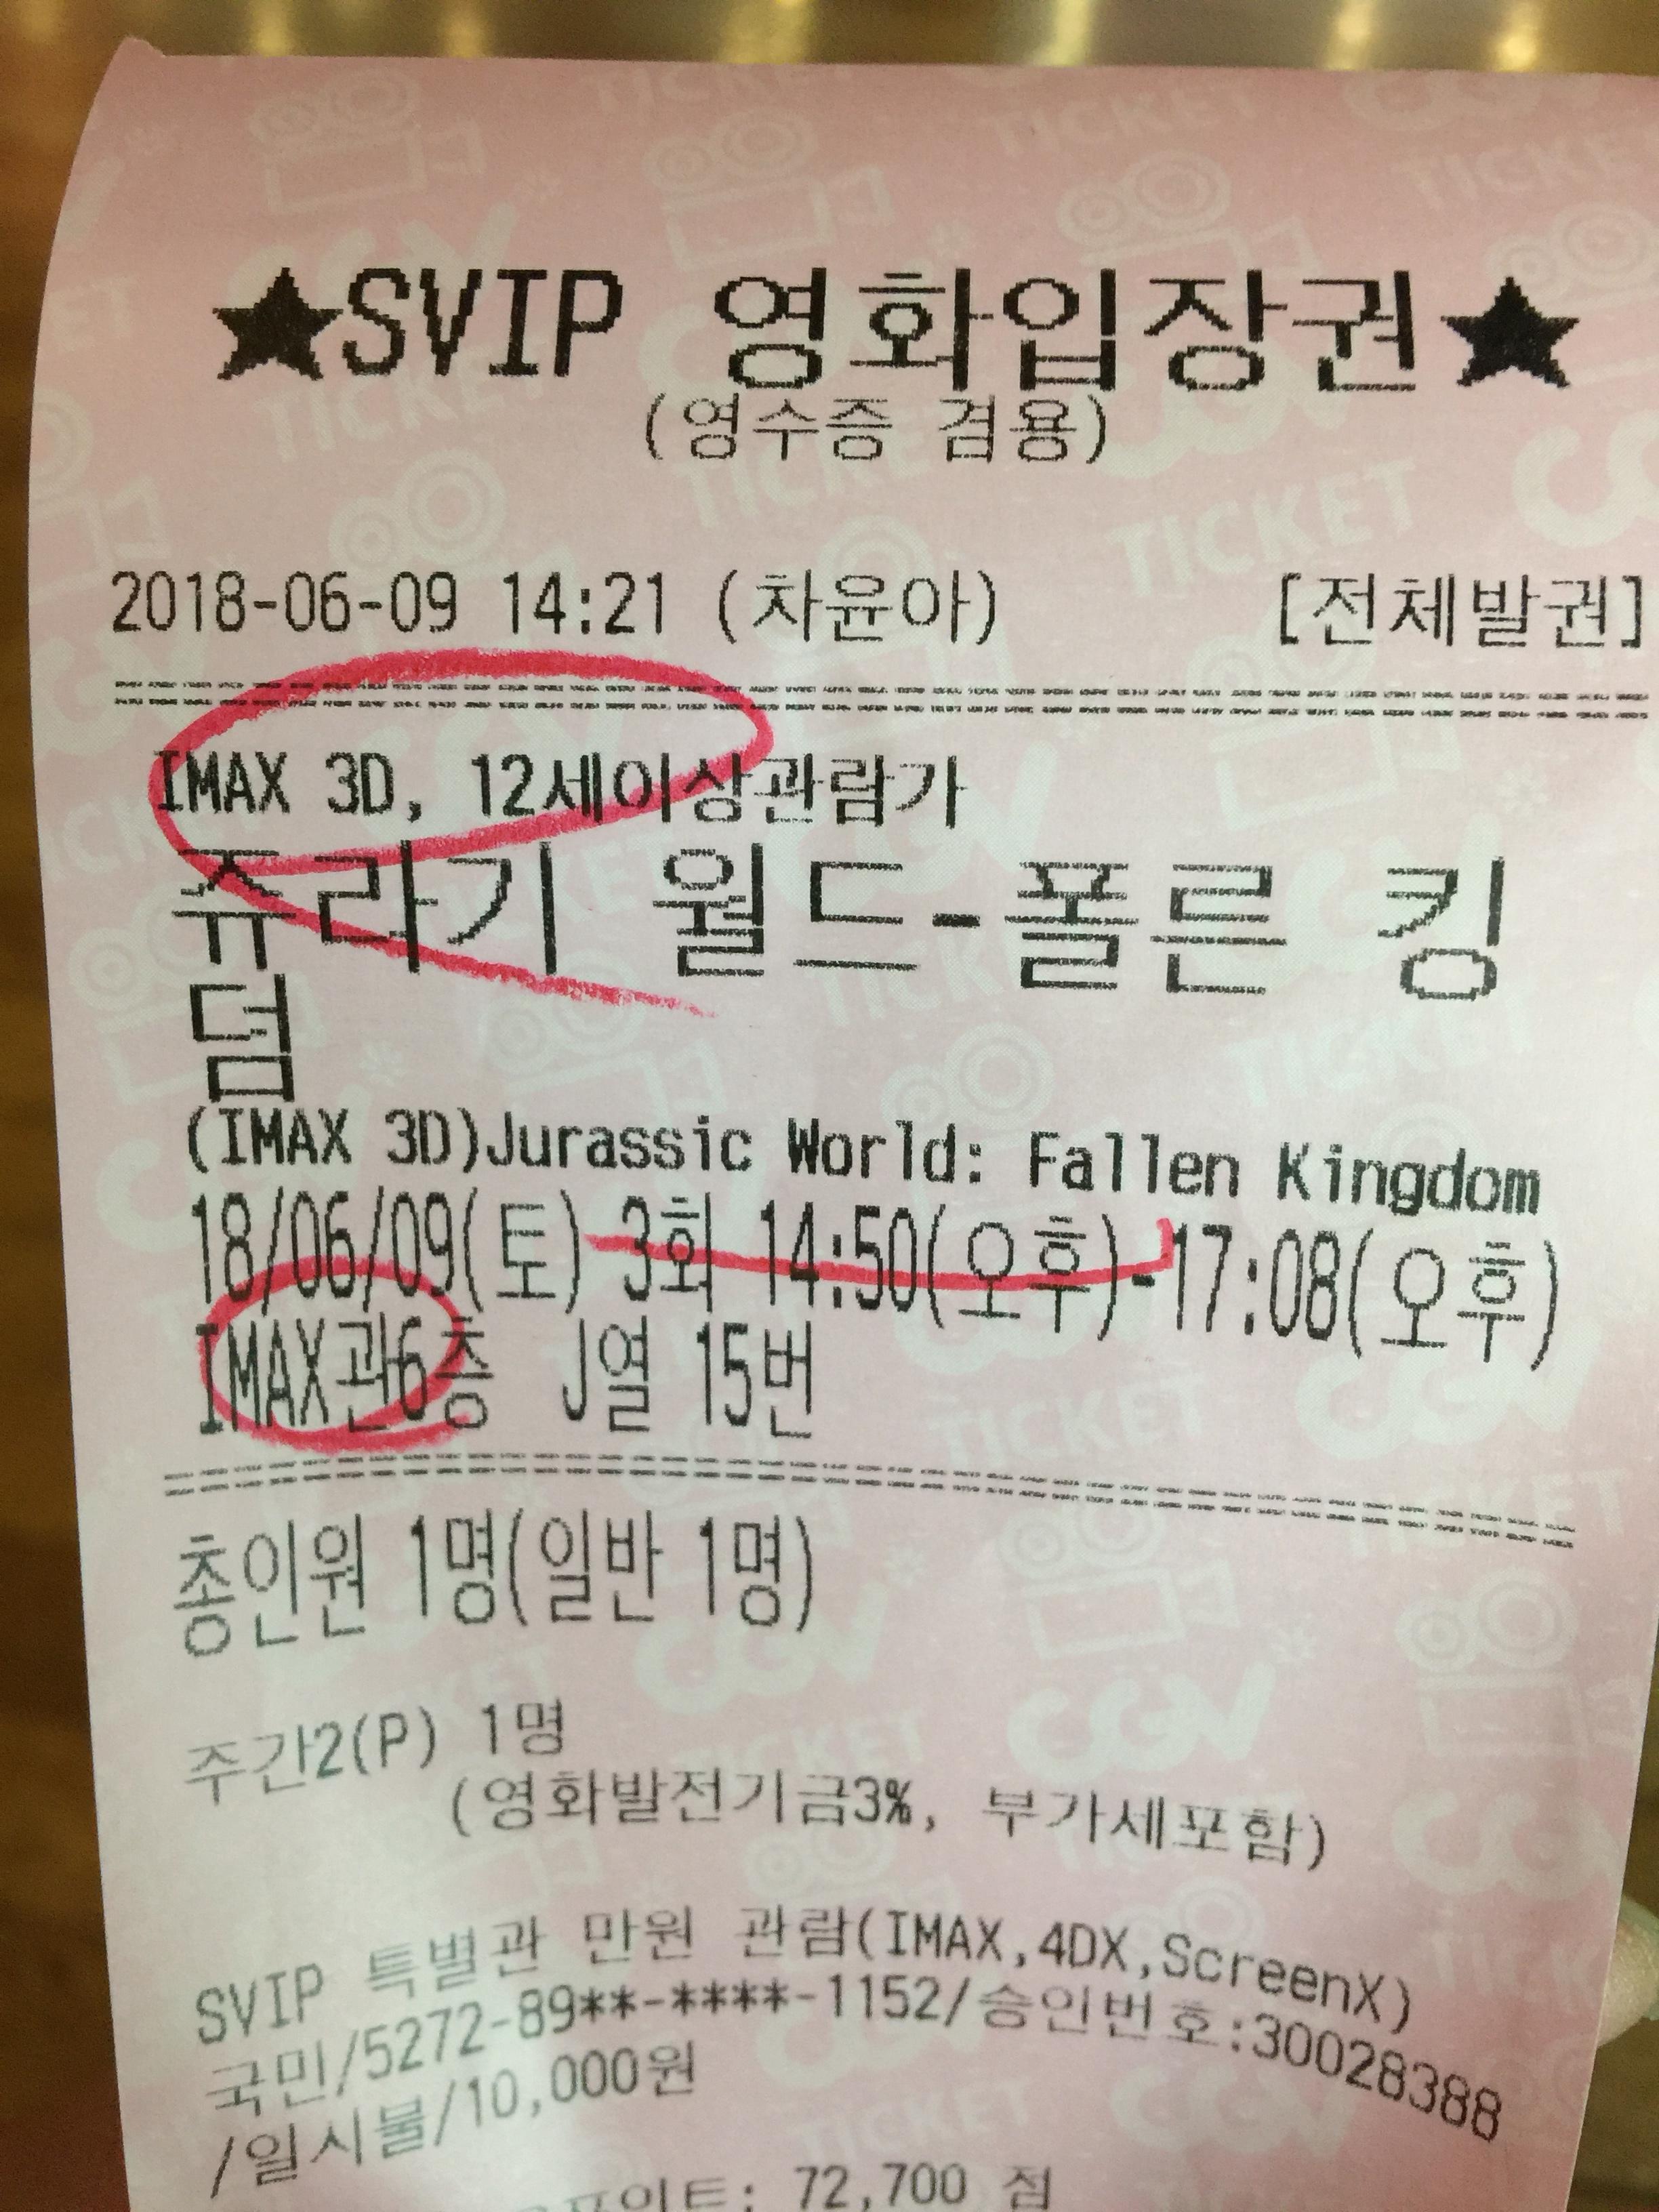 ★SVIP 영화입장권★
(영수증 겸용)
2018-06-09 14:21 (차윤아) [전체발권]
IMAX 3D, 12세이상관람가
쥬라기 월드-폴른 킹
덤
(IMAX 3D)Jurassic World: Fallen Kingdom
18/06/09(토) 3회 14:50(오후)-17:08(오후)
IMAX관6층 J열 15번
총인원 1명(일반 1명)
주간2(P) 1명
(영화발전기금3%, 부가세포함)
SVIP 특별관 만원 관람(IMAX,4DX,ScreenX)
국민/5272-89**-****-1152/승인번호:30028388
/일시불/10,000원
72,700 점